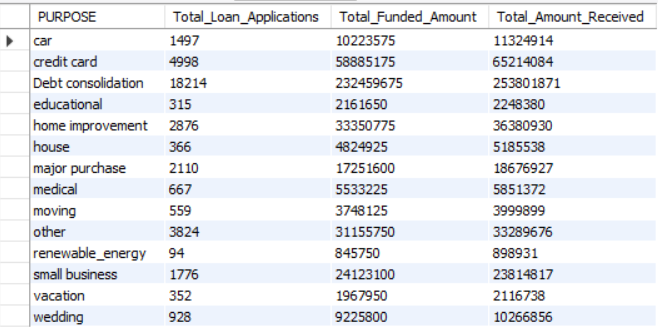 PURPOSE Total_Loan_Applications Total_Funded_Amount Total_Amount_Received
car 1497 10223575 11324914
credit card 4998 58885175 65214084
Debt consolidation 18214 232459675 253801871
educational 315 2161650 2248380
home improvement 2876 33350775 36380930
house 366 4824925 5185538
major purchase 2110 17251600 18676927
medical 667 5533225 5851372
moving 559 3748125 3999899
other 3824 31155750 33289676
renewable_energy 94 845750 898931
small business 1776 24123100 23814817
vacation 352 1967950 2116738
wedding 928 9225800 10266856